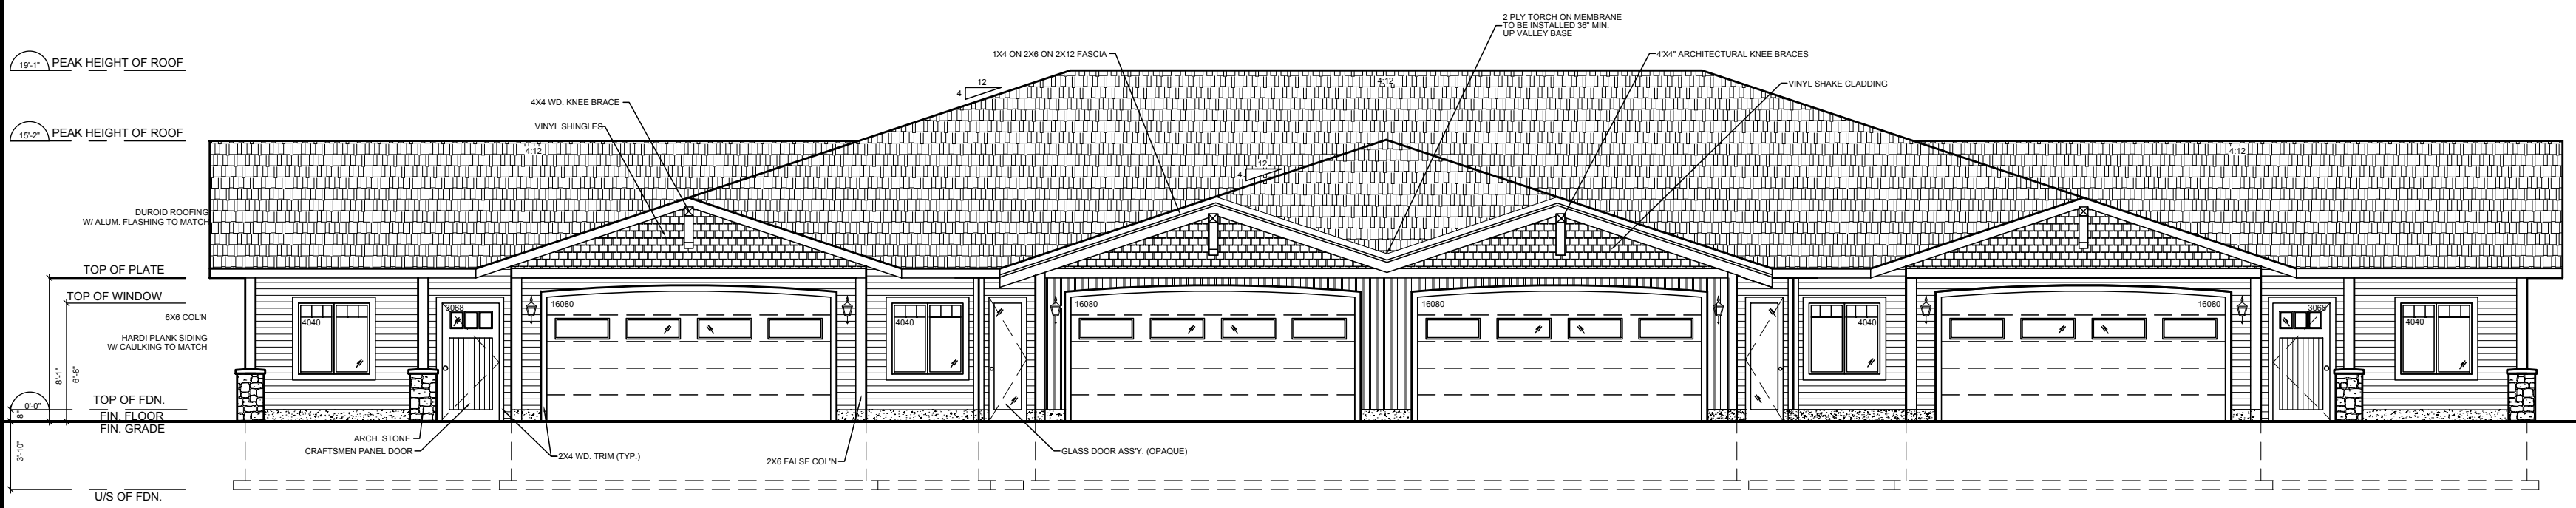 2 PLY TORCH ON MEMBRANE
TO BE INSTALLED 36" MIN.
UP VALLEY BASE
1X4 ON 2X6 ON 2X12 FASCIA
4'X4" ARCHITECTURAL KNEE BRACES
19'-1" PEAK HEIGHT OF ROOF
12
4
4:12
VINYL SHAKE CLADDING
4X4 WD. KNEE BRACE
VINYL SHINGLES
15'-2" PEAK HEIGHT OF ROOF
4:12
4:12
12
4
DUROID ROOFING
W/ ALUM. FLASHING TO MATCH
TOP OF PLATE
TOP OF WINDOW
6X6 COL'N
HARDI PLANK SIDING
W/ CAULKING TO MATCH
8'-1"
6'-8"
4040
3068
16080
4040
16080
16080
4040
16080
3068
4040
0'-0"
TOP OF FDN.
8"
FIN. FLOOR
FIN. GRADE
3'-10"
ARCH. STONE
CRAFTSMEN PANEL DOOR
2X4 WD. TRIM (TYP.)
2X6 FALSE COL'N
GLASS DOOR ASS'Y. (OPAQUE)
U/S OF FDN.